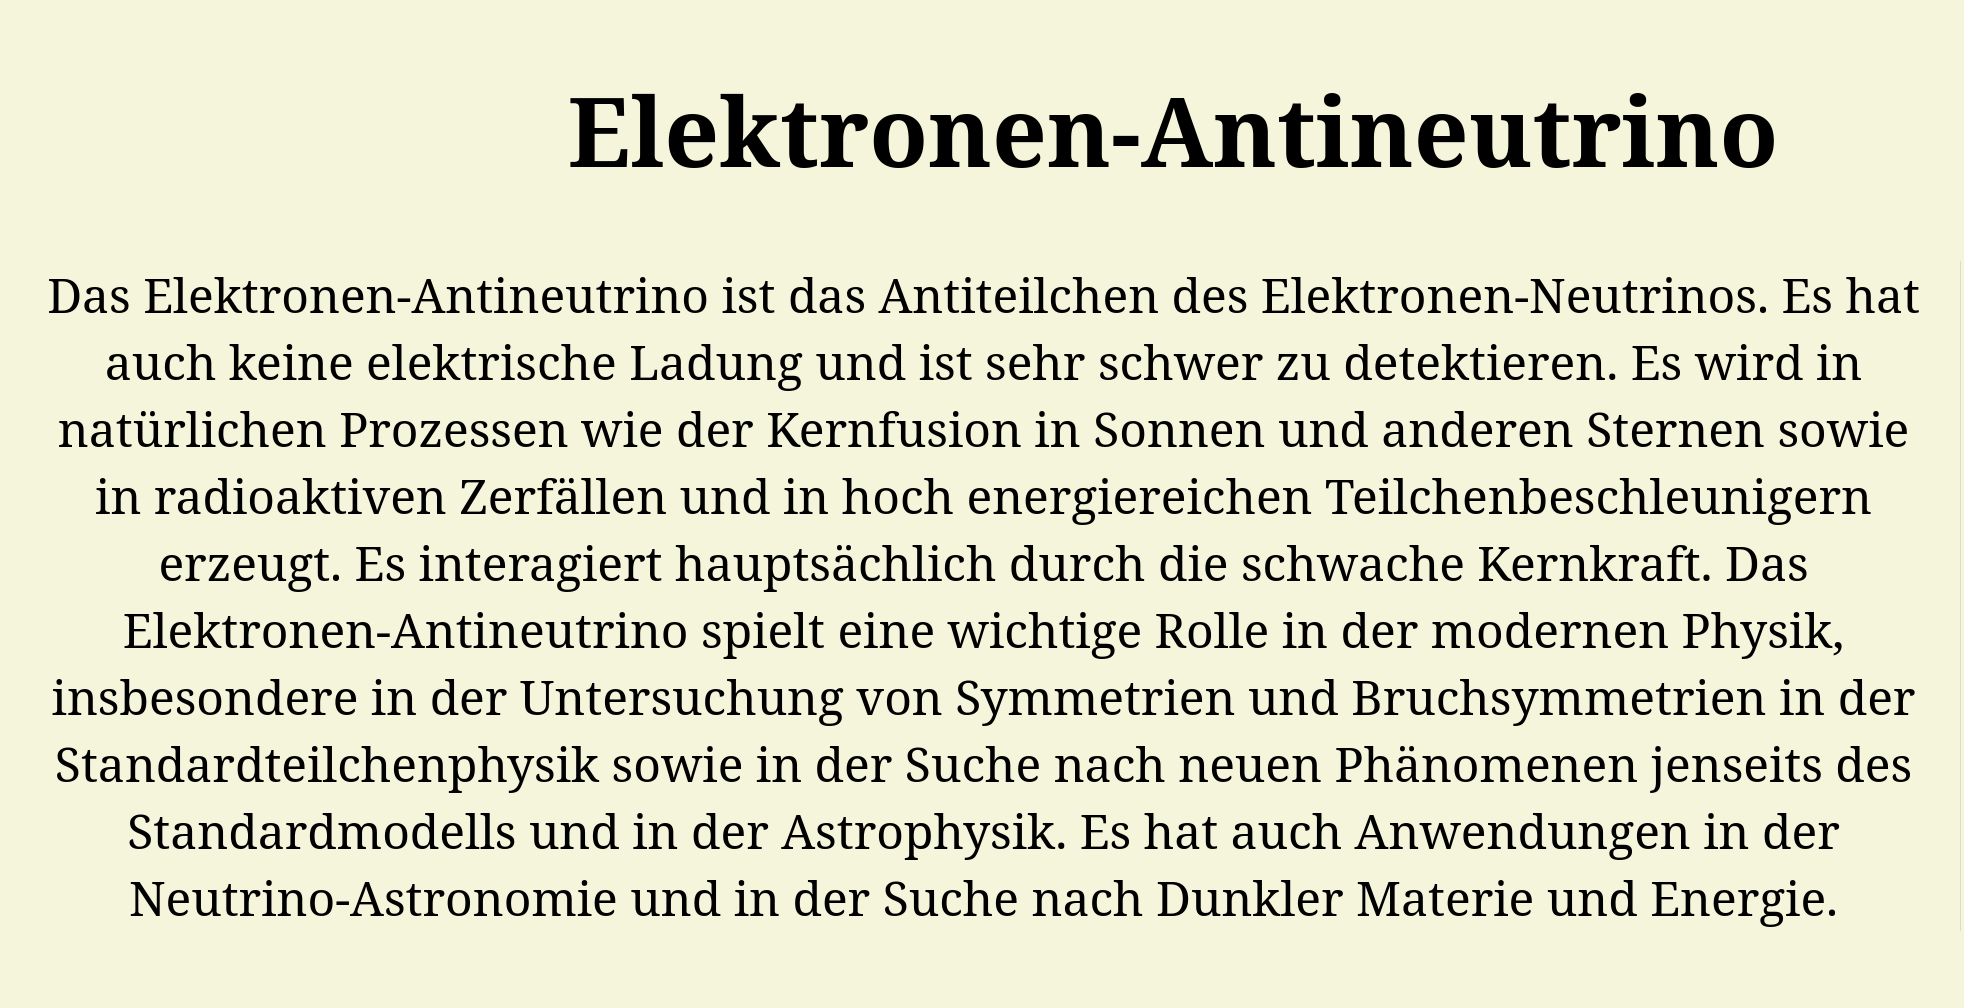 Elektronen-Antineutrino
Das Elektronen-Antineutrino ist das Antiteilchen des Elektronen-Neutrinos. Es hat
auch keine elektrische Ladung und ist sehr schwer zu detektieren. Es wird in
natürlichen Prozessen wie der Kernfusion in Sonnen und anderen Sternen sowie
in radioaktiven Zerfällen und in hoch energiereichen Teilchenbeschleunigern
erzeugt. Es interagiert hauptsächlich durch die schwache Kernkraft. Das
Elektronen-Antineutrino spielt eine wichtige Rolle in der modernen Physik,
insbesondere in der Untersuchung von Symmetrien und Bruchsymmetrien in der
Standardteilchenphysik sowie in der Suche nach neuen Phänomenen jenseits des
Standardmodells und in der Astrophysik. Es hat auch Anwendungen in der
Neutrino-Astronomie und in der Suche nach Dunkler Materie und Energie.